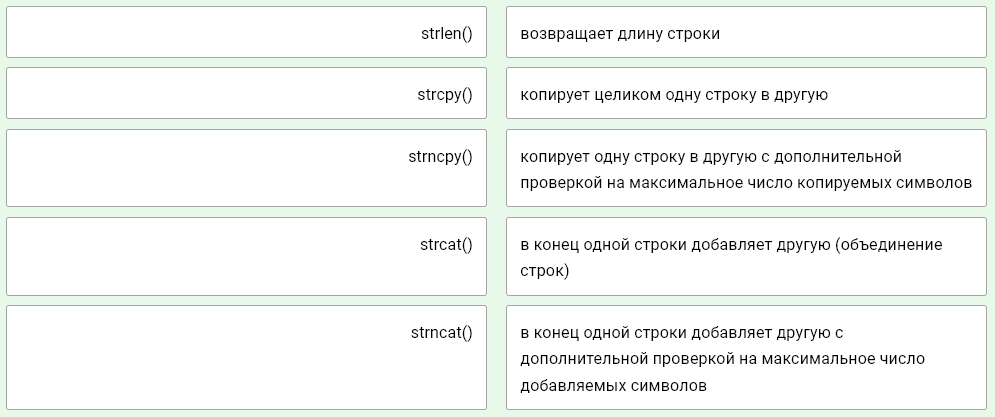 strlen()
возвращает длину строки
strcpy()
копирует целиком одну строку в другую
strncpy()
копирует одну строку в другую с дополнительной
проверкой на максимальное число копируемых символов
strcat()
в конец одной строки добавляет другую (объединение
строк)
strncat()
в конец одной строки добавляет другую с
дополнительной проверкой на максимальное число
добавляемых символов